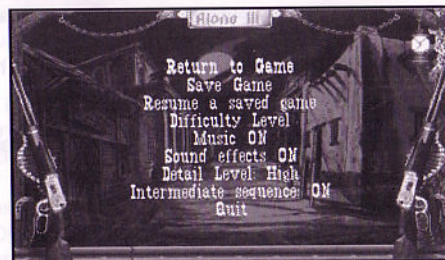 Alone III
Return to Game
Save Game
Resume a saved game
Difficulty Level
Music ON
Sound effects ON
Detail Level: High
Intermediate sequence: ON
Quit